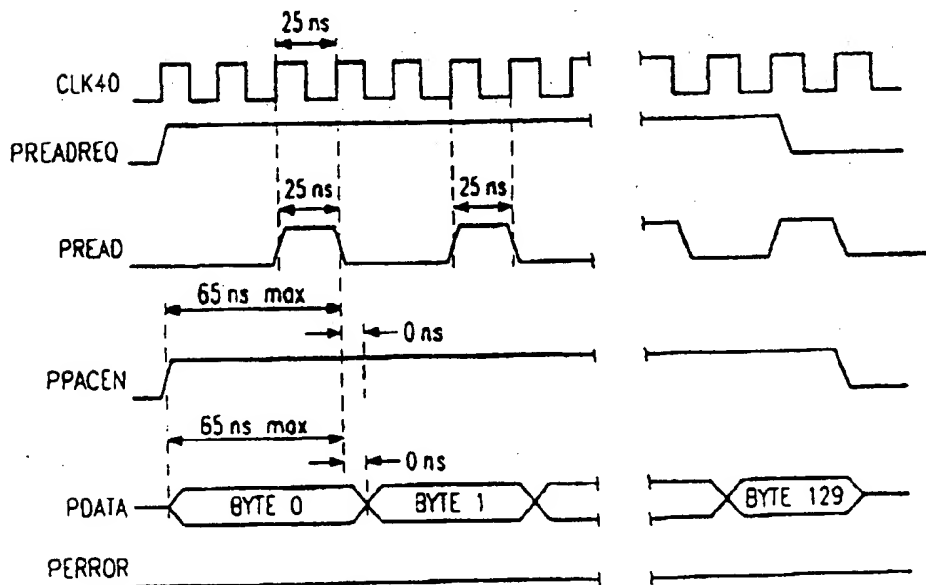 25 ns
CLK40
PREADREQ
25 ns
25 ns
PREAD
65 ns max
0 ns
PPACEN
65 ns max
0 ns
PDATA
BYTE 0
BYTE 1
BYTE 129
PERROR